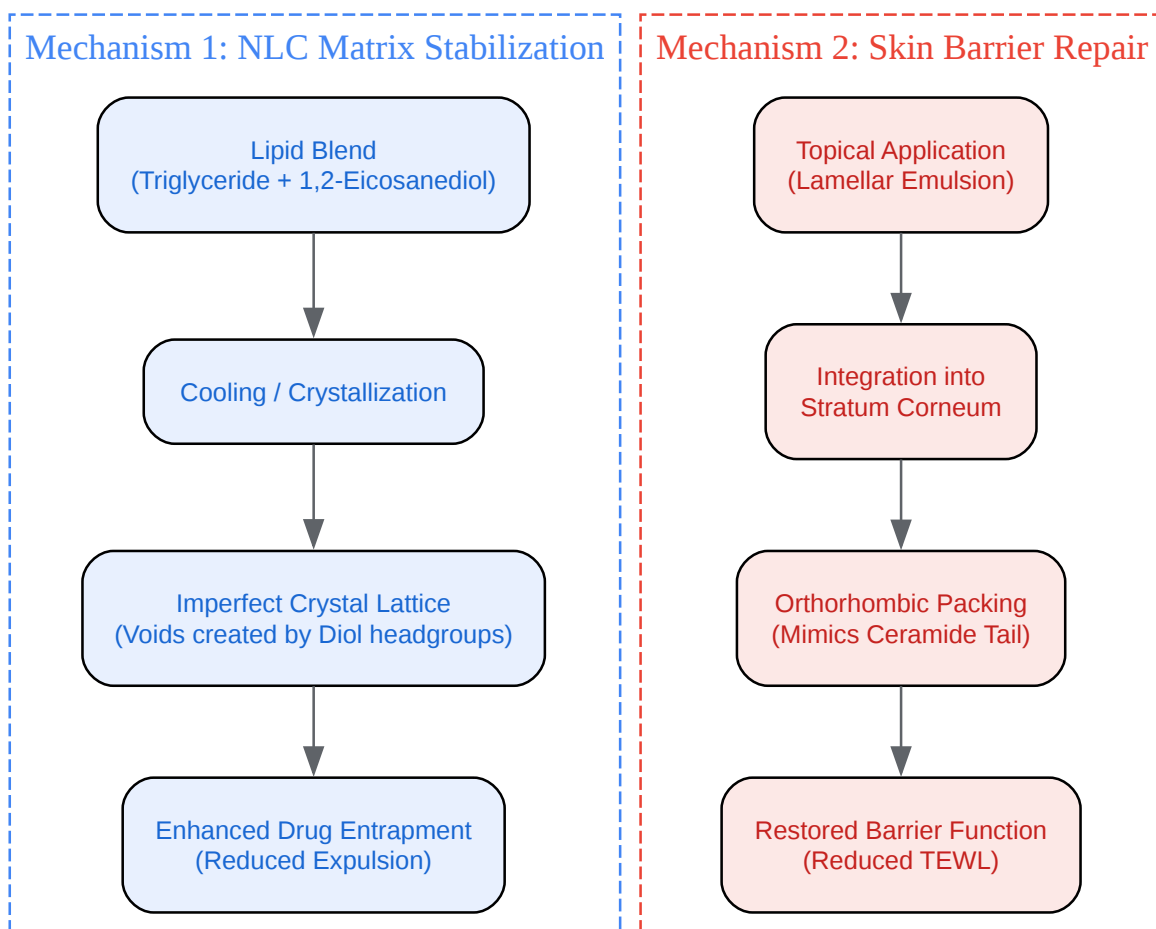 Mechanism 1: NLC Matrix Stabilization
Lipid Blend
(Triglyceride + 1,2-Eicosanediol)
Cooling / Crystallization
Imperfect Crystal Lattice
(Voids created by Diol headgroups)
Enhanced Drug Entrapment
(Reduced Expulsion)
Mechanism 2: Skin Barrier Repair
Topical Application
(Lamellar Emulsion)
Integration into
Stratum Corneum
Orthorhombic Packing
(Mimics Ceramide Tail)
Restored Barrier Function
(Reduced TEWL)